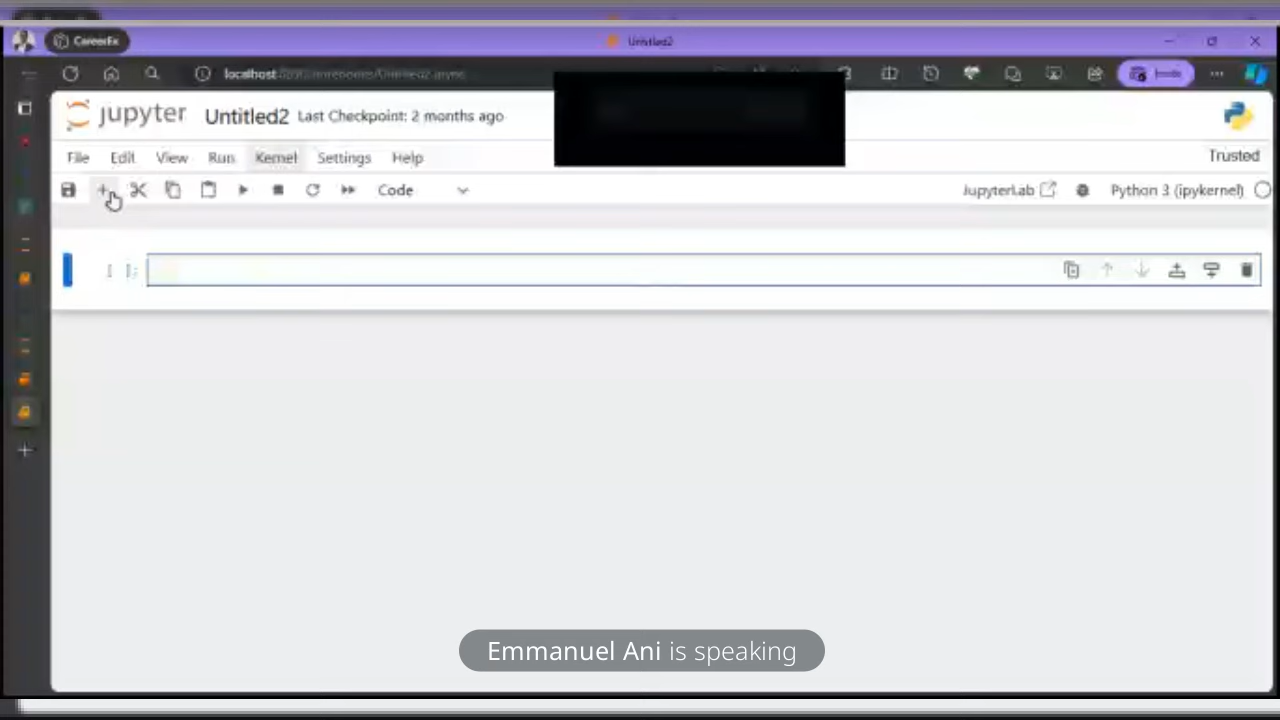 CareerEx
Untitled2
localhost
jupyter Untitled2 Last Checkpoint: 2 months ago
File Edit View Run Kernel Settings Help
Trusted
Code
JupyterLab
Python 3 (ipykernel)
[ ]:
Emmanuel Ani is speaking